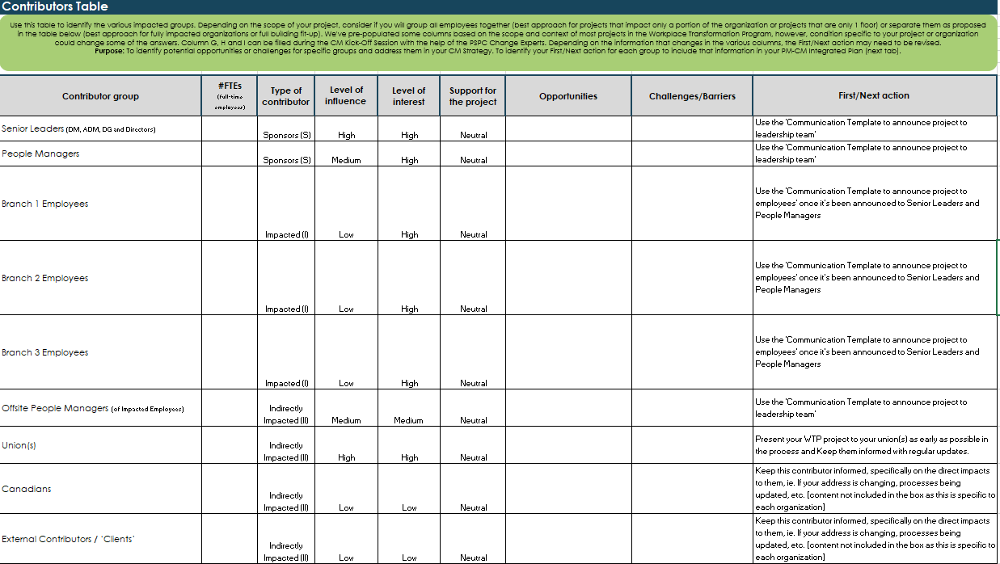 Contributors Table
Use this table to identify the various impacted groups. Depending on the scope of your project, consider if you will group all employees together (best approach for projects that impact only a portion of the organization or projects that are only 1 floor) or separate them as proposed
in the table below (best approach for fully impacted organizations or full building fit-up). We've pre-populated some columns based on the scope and context of most projects in the Workplace Transformation Program, however, condition specific to your project or organization
could change some of the answers. Column G, H and I can be filled during the CM Kick-Off Session with the help of the PSPC Change Experts. Depending on the information that changes in the various columns, the First/Next action may need to be revised.
Purpose: To identify potential opportunities or challenges for specific groups and address them in your CM Strategy. To identify your First/Next action for each group to include that information in your PM-CM Integrated Plan (next tab).
Contributor group
#FTEs
(full-time
employees)
Type of
contributor
Level of
influence
Level of
interest
Support for
the project
Opportunities
Challenges/Barriers
First/Next action
Senior Leaders (DM, ADM, DG and Directors)
Sponsors (S)
High
High
Neutral
Use the 'Communication Template to announce project to
leadership team'
People Managers
Sponsors (S)
Medium
High
Neutral
Use the 'Communication Template to announce project to
leadership team'
Branch 1 Employees
Impacted (I)
Low
High
Neutral
Use the 'Communication Template to announce project to
employees' once it's been announced to Senior Leaders and
People Managers
Branch 2 Employees
Impacted (I)
Low
High
Neutral
Use the 'Communication Template to announce project to
employees' once it's been announced to Senior Leaders and
People Managers
Branch 3 Employees
Impacted (I)
Low
High
Neutral
Use the 'Communication Template to announce project to
employees' once it's been announced to Senior Leaders and
People Managers
Offsite People Managers (of Impacted Employees)
Indirectly
Impacted (II)
Medium
Medium
Neutral
Use the 'Communication Template to announce project to
leadership team'
Union(s)
Indirectly
Impacted (II)
High
High
Neutral
Present your WTP project to your union(s) as early as possible in
the process and Keep them informed with regular updates.
Canadians
Indirectly
Impacted (II)
Low
Low
Neutral
Keep this contributor informed, specifically on the direct impacts
to them, ie. If your address is changing, processes being
updated, etc. [content not included in the box as this is specific to
each organization]
External Contributors / 'Clients'
Indirectly
Impacted (II)
Low
Low
Neutral
Keep this contributor informed, specifically on the direct impacts
to them, ie. If your address is changing, processes being
updated, etc. [content not included in the box as this is specific to
each organization]